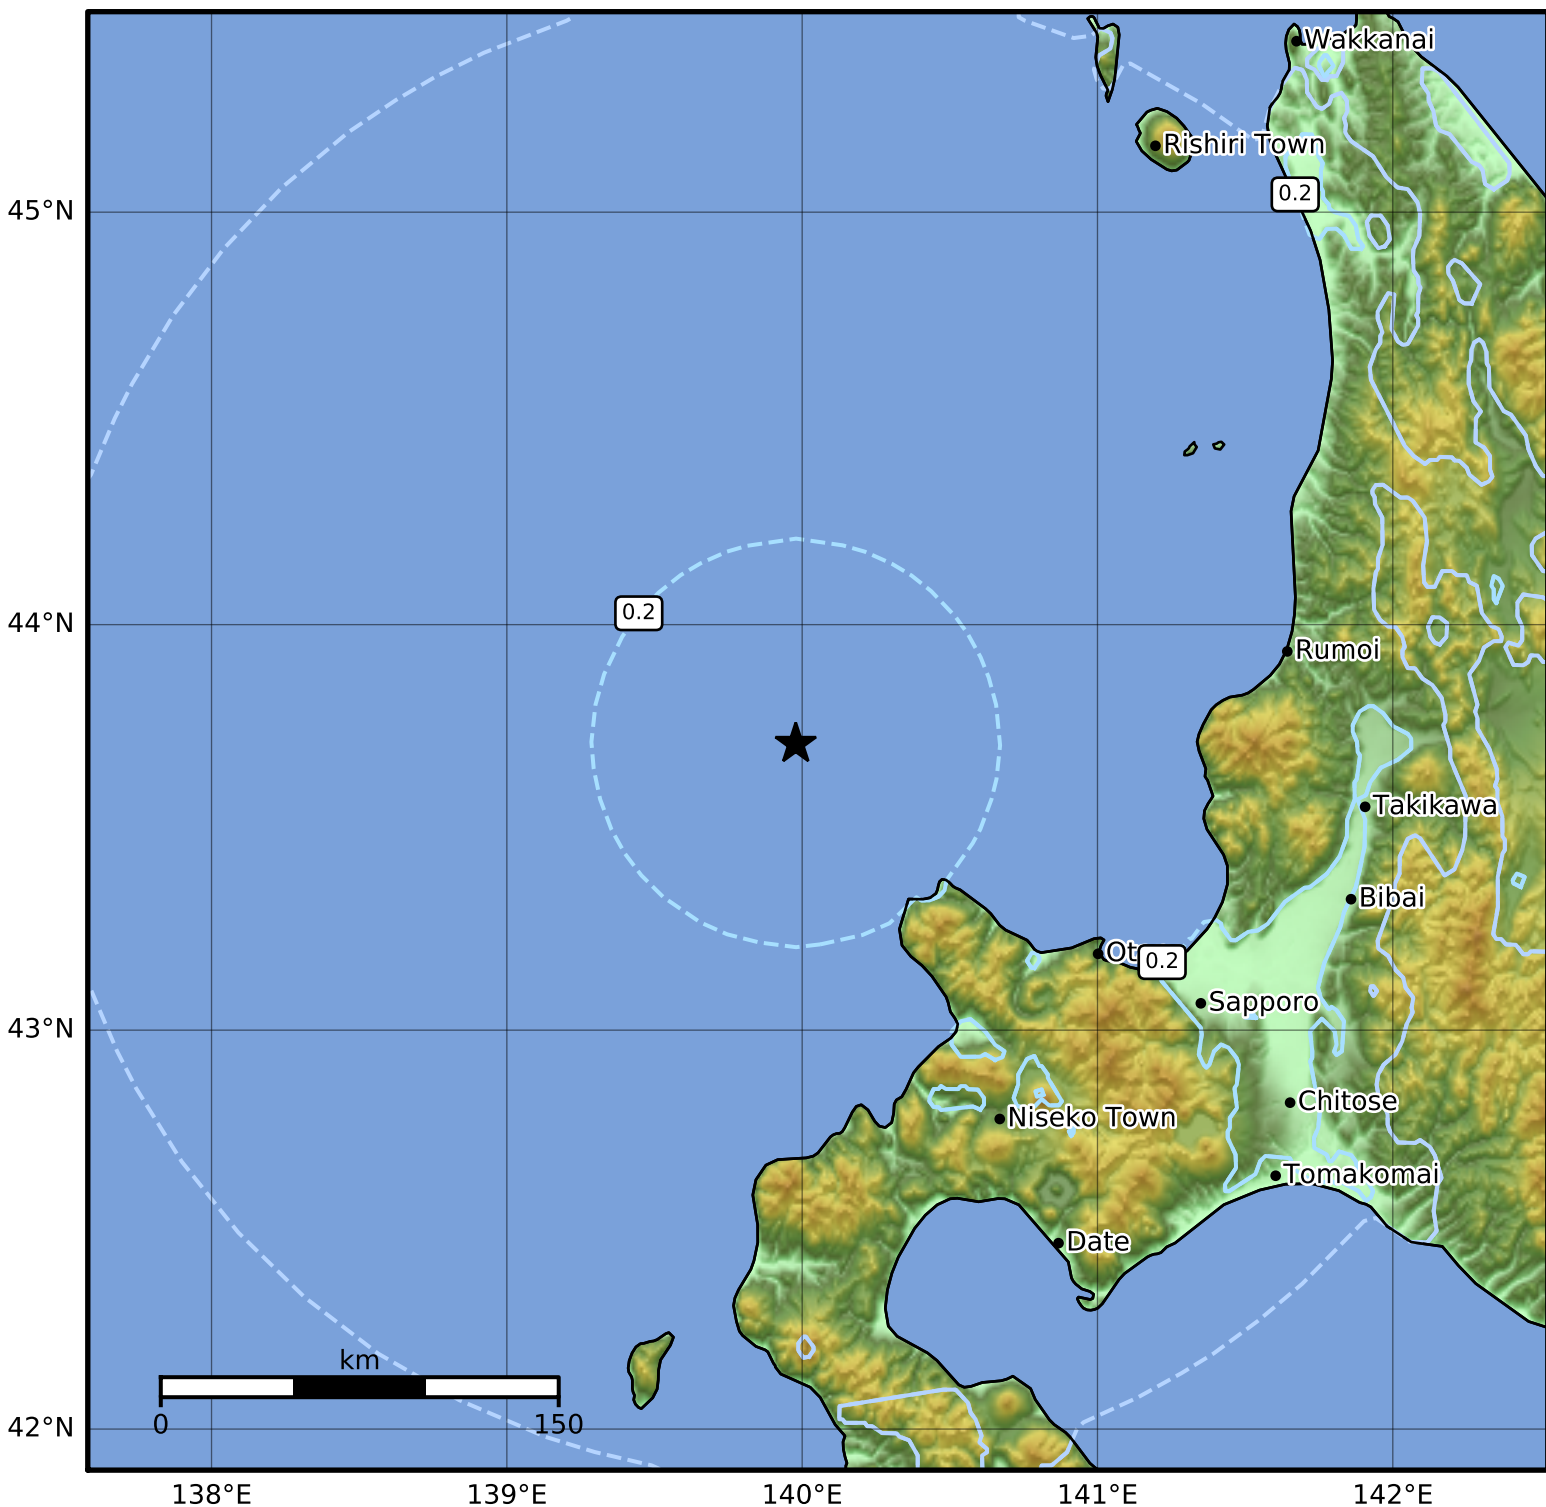 Wakkanai
Rishiri Town
0.2
45°N
0.2
44°N
Rumoi
Takikawa
Bibai
Ot
0.2
Sapporo
43°N
Chitose
Niseko Town
Tomakomai
Date
km
0 150
42°N
138°E 139°E 140°E 141°E 142°E